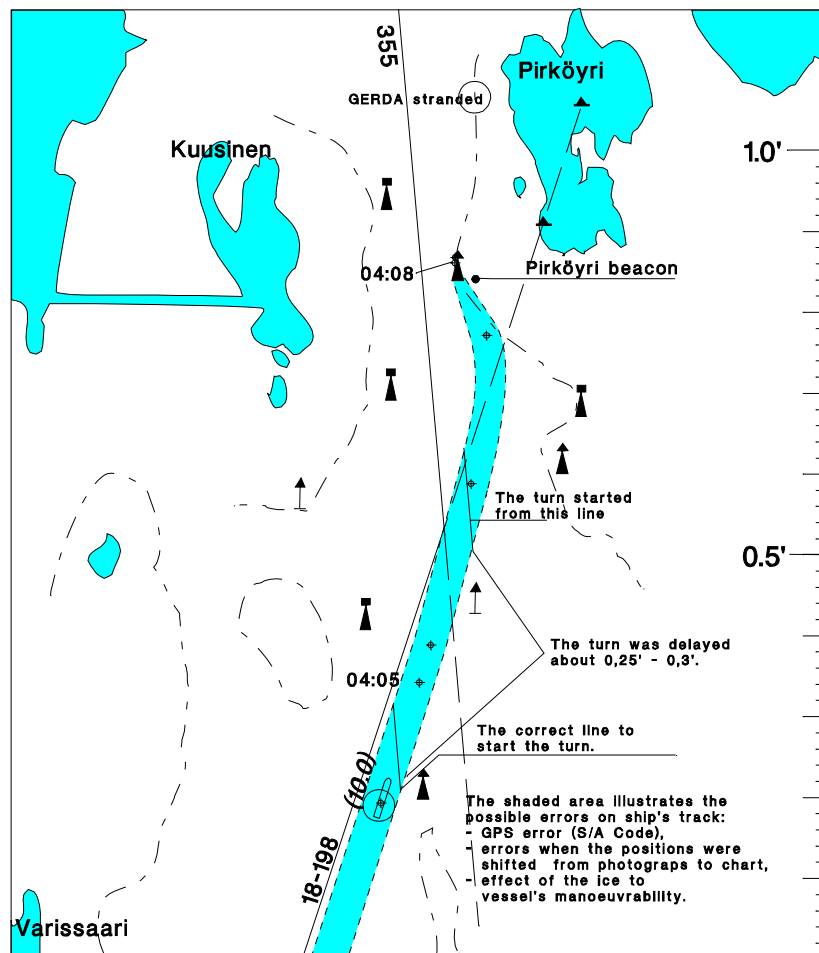 355
Pirköyri
GERDA stranded
Kuusinen
1.0'
04:08
Pirköyri beacon
The turn started
from this line
0.5'
The turn was delayed
about 0,25' - 0,3'.
04:05
The correct line to
start the turn.
(10.0)
The shaded area illustrates the
possible errors on ship's track:
- GPS error (S/A Code),
- errors when the positions were
shifted from photograps to chart,
- effect of the ice to
vessel's manoeuvrability.
18-198
Varissaari